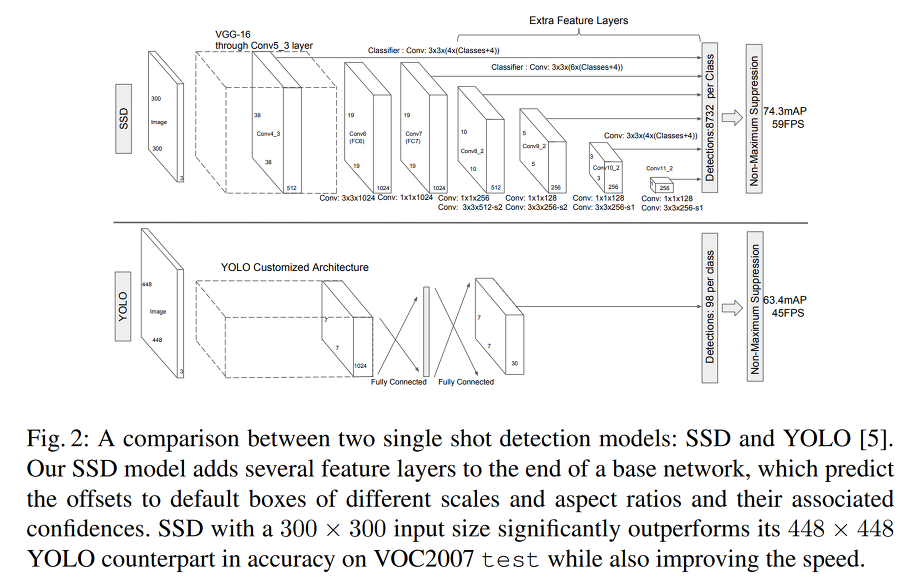 Extra Feature Layers
VGG-16
through Conv5_3 layer
Classifier : Conv: 3x3x(4x(Classes+4))
Classifier : Conv: 3x3x(6x(Classes+4))
Conv: 3x3x(4x(Classes+4))
SSD
300
Image
300
3
38
Conv4_3
38
512
19
Conv6
(FC6)
19
1024
19
Conv7
(FC7)
19
1024
10
Conv8_2
10
512
5
Conv9_2
5
256
3
Conv10_2
3
256
Conv11_2
256
Conv: 3x3x1024
Conv: 1x1x1024
Conv: 1x1x256
Conv: 3x3x512-s2
Conv: 1x1x128
Conv: 3x3x256-s2
Conv: 1x1x128
Conv: 3x3x256-s1
Conv: 1x1x128
Conv: 3x3x256-s1
Detections:8732 per Class
Non-Maximum Suppression
74.3mAP
59FPS
YOLO
448
Image
448
3
YOLO Customized Architecture
7
7
1024
Fully Connected
Fully Connected
7
7
30
Detections: 98 per class
Non-Maximum Suppression
63.4mAP
45FPS
Fig. 2: A comparison between two single shot detection models: SSD and YOLO [5].
Our SSD model adds several feature layers to the end of a base network, which predict
the offsets to default boxes of different scales and aspect ratios and their associated
confidences. SSD with a 300 × 300 input size significantly outperforms its 448 × 448
YOLO counterpart in accuracy on VOC2007 test while also improving the speed.